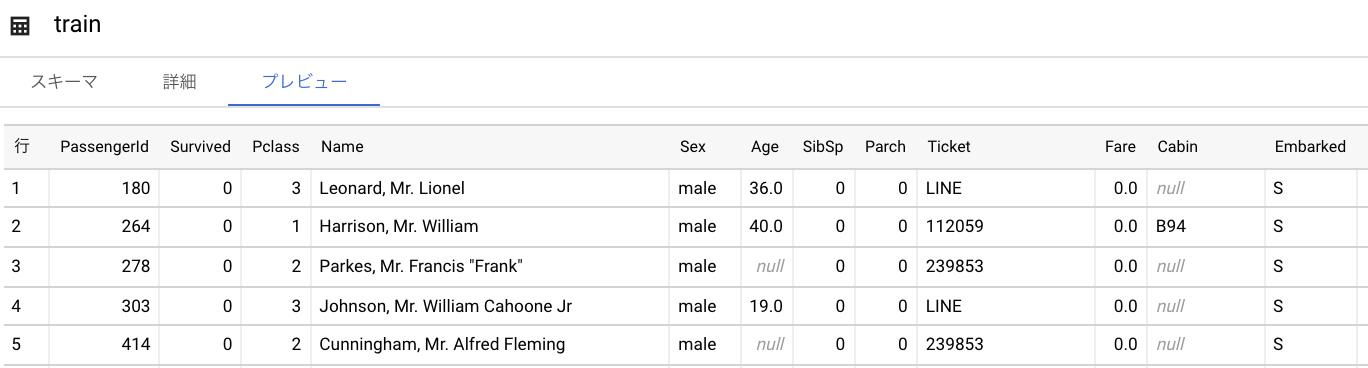 train
スキーマ 詳細 プレビュー
行 PassengerId Survived Pclass Name Sex Age SibSp Parch Ticket Fare Cabin Embarked
1 180 0 3 Leonard, Mr. Lionel male 36.0 0 0 LINE 0.0 null S
2 264 0 1 Harrison, Mr. William male 40.0 0 0 112059 0.0 B94 S
3 278 0 2 Parkes, Mr. Francis "Frank" male null 0 0 239853 0.0 null S
4 303 0 3 Johnson, Mr. William Cahoone Jr male 19.0 0 0 LINE 0.0 null S
5 414 0 2 Cunningham, Mr. Alfred Fleming male null 0 0 239853 0.0 null S